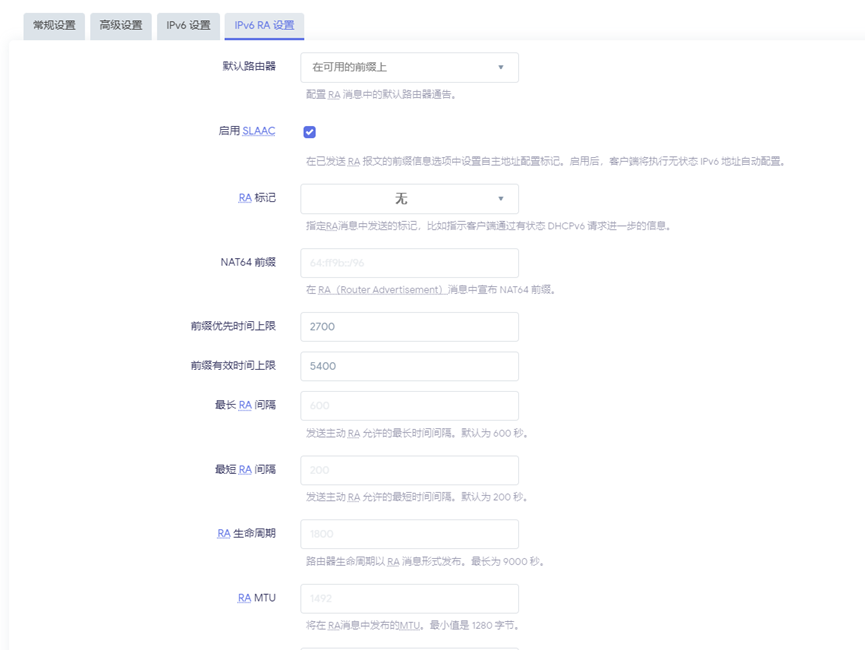 常规设置 高级设置 IPv6 设置 IPv6 RA 设置
默认路由器 在可用的前缀上
配置 RA 消息中的默认路由器通告。
启用 SLAAC
在已发送 RA 报文的前缀信息选项中设置自主地址配置标记。启用后，客户端将执行无状态 IPv6 地址自动配置。
RA 标记 无
指定RA消息中发送的标记，比如指示客户端通过有状态 DHCPv6 请求进一步的信息。
NAT64 前缀 64:ff9b::/96
在 RA（Router Advertisement）消息中宣布 NAT64 前缀。
前缀优先时间上限 2700
前缀有效时间上限 5400
最长 RA 间隔 600
发送主动 RA 允许的最长时间间隔。默认为 600 秒。
最短 RA 间隔 200
发送主动 RA 允许的最短时间间隔。默认为 200 秒。
RA 生命周期 1800
路由器生命周期以 RA 消息形式发布。最长为 9000 秒。
RA MTU 1492
将在 RA消息中发布的MTU。最小值是 1280 字节。